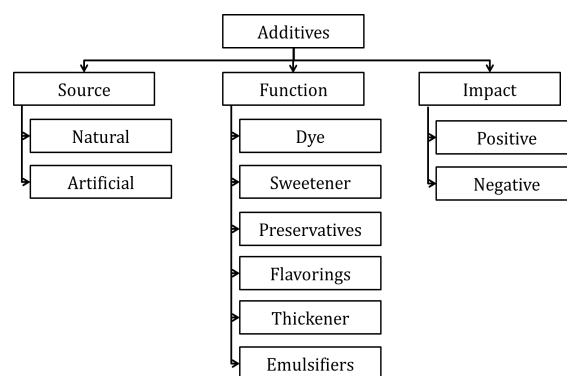 Additives
Source
Function
Impact
Natural
Artificial
Dye
Sweetener
Preservatives
Flavorings
Thickener
Emulsifiers
Positive
Negative